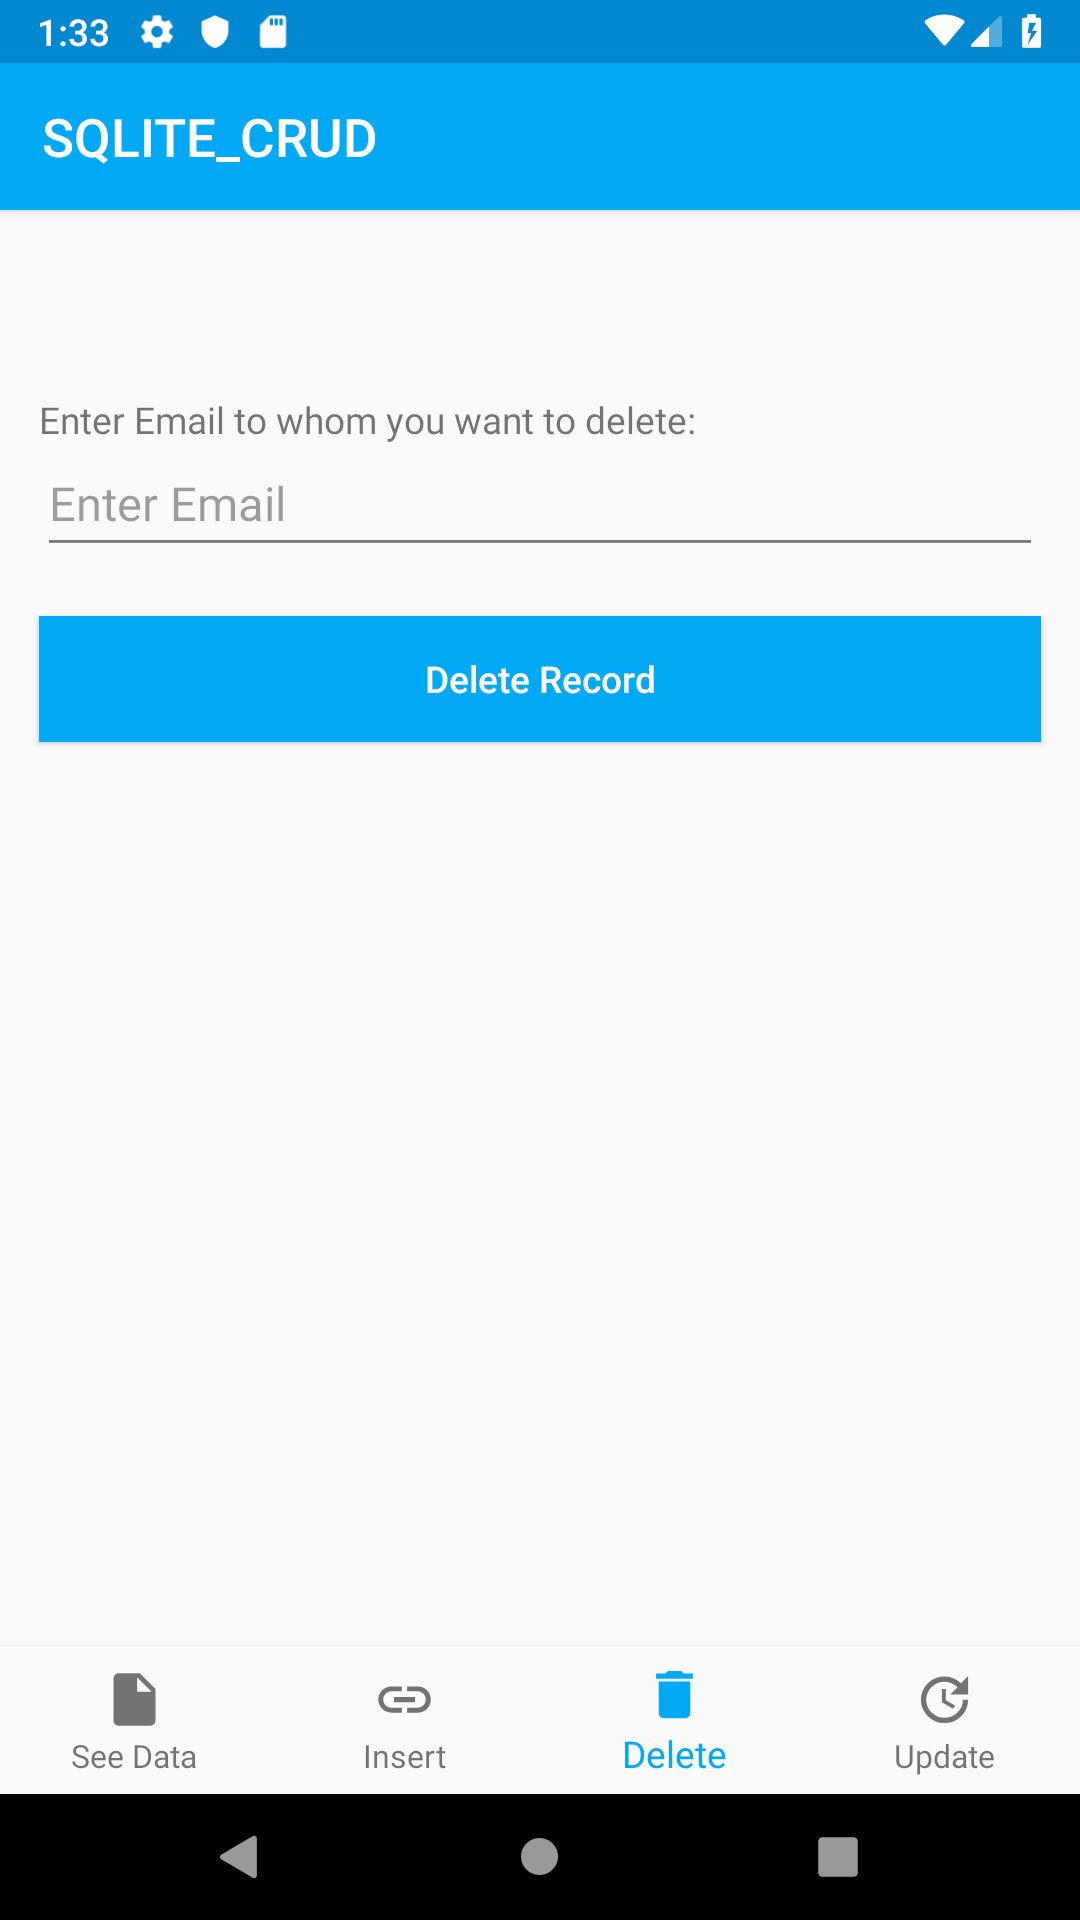 1:33
SQLITE_CRUD
Enter Email to whom you want to delete:
Enter Email
Delete Record
See Data
Insert
Delete
Update